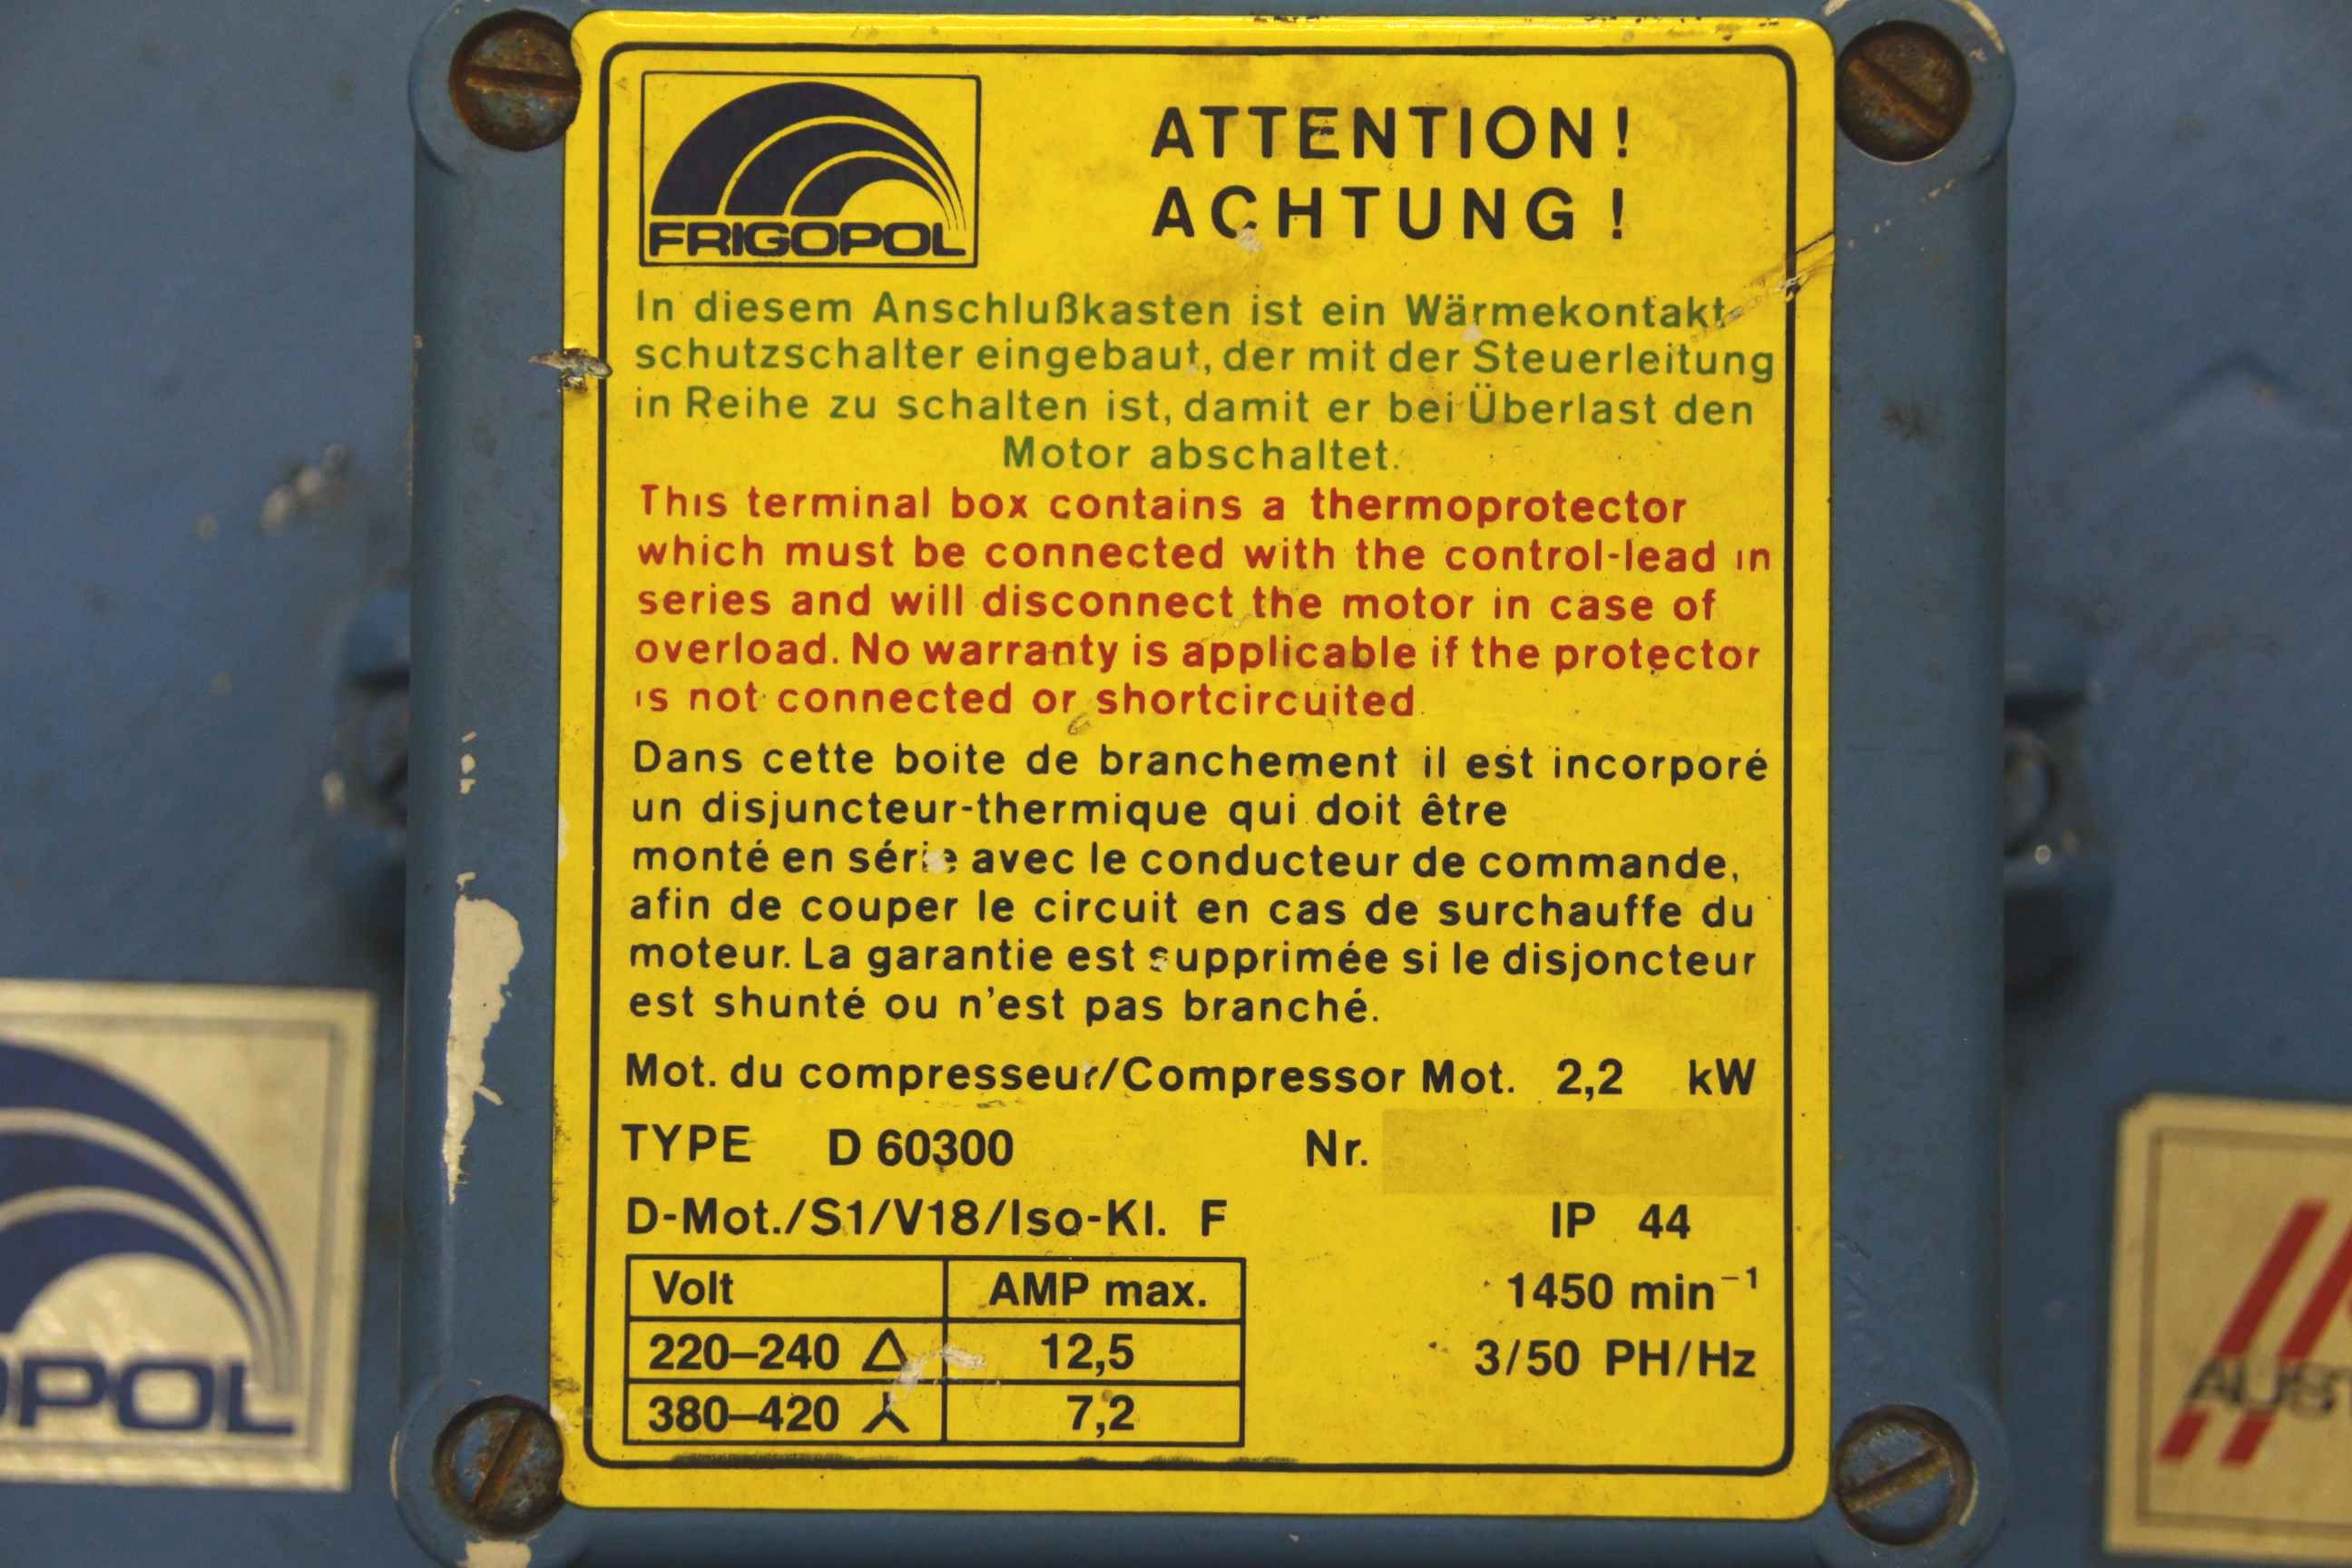 FRIGOPOL
ATTENTION!
ACHTUNG!
In diesem Anschlußkasten ist ein Wärmekontakt-
schutzschalter eingebaut, der mit der Steuerleitung
in Reihe zu schalten ist, damit er bei Überlast den
Motor abschaltet.
This terminal box contains a thermoprotector
which must be connected with the control-lead in
series and will disconnect the motor in case of
overload. No warranty is applicable if the protector
is not connected or shortcircuited.
Dans cette boite de branchement il est incorporé
un disjuncteur-thermique qui doit être
monté en série avec le conducteur de commande,
afin de couper le circuit en cas de surchauffe du
moteur. La garantie est supprimée si le disjoncteur
est shunté ou n'est pas branché.
Mot. du compresseur/Compressor Mot. 2,2 kW
TYPE D 60300 Nr.
D-Mot./S1/V18/Iso-Kl. F IP 44
Volt AMP max. 1450 min⁻¹
220–240 △ 12,5 3/50 PH/Hz
380–420 ⅄ 7,2
OPOL
AUS